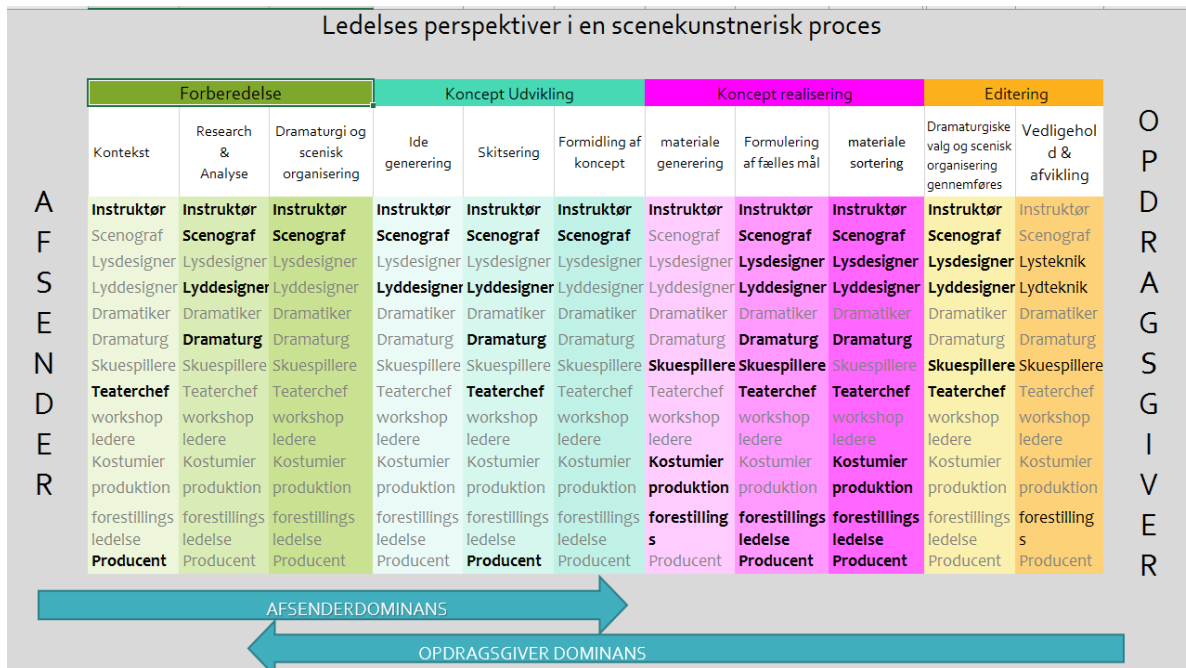 Ledelses perspektiver i en scenekunstnerisk proces
Forberedelse Koncept Udvikling Koncept realisering Editering
Kontekst
Research
&
Analyse
Dramaturgi og
scenisk
organisering
Ide
generering
Skitsering
Formidling af
koncept
materiale
generering
Formulering
af fælles mål
materiale
sortering
Dramaturgiske
valg og scenisk
organisering
gennemføres
Vedligehol
d &
afvikling
AFSENDER
Instruktør Instruktør Instruktør Instruktør Instruktør Instruktør Instruktør Instruktør Instruktør Instruktør Instruktør
Scenograf Scenograf Scenograf Scenograf Scenograf Scenograf Scenograf Scenograf Scenograf Scenograf Scenograf
Lysdesigner Lysdesigner Lysdesigner Lysdesigner Lysdesigner Lysdesigner Lysdesigner Lysdesigner Lysdesigner Lysdesigner Lysteknik
Lyddesigner Lyddesigner Lyddesigner Lyddesigner Lyddesigner Lyddesigner Lyddesigner Lyddesigner Lyddesigner Lyddesigner Lydteknik
Dramatiker Dramatiker Dramatiker Dramatiker Dramatiker Dramatiker Dramatiker Dramatiker Dramatiker Dramatiker Dramatiker
Dramaturg Dramaturg Dramaturg Dramaturg Dramaturg Dramaturg Dramaturg Dramaturg Dramaturg Dramaturg Dramaturg
Skuespillere Skuespillere Skuespillere Skuespillere Skuespillere Skuespillere Skuespillere Skuespillere Skuespillere Skuespillere Skuespillere
Teaterchef Teaterchef Teaterchef Teaterchef Teaterchef Teaterchef Teaterchef Teaterchef Teaterchef Teaterchef Teaterchef
workshop workshop workshop workshop workshop workshop workshop workshop workshop workshop workshop
ledere ledere ledere ledere ledere ledere ledere ledere ledere ledere ledere
Kostumier Kostumier Kostumier Kostumier Kostumier Kostumier Kostumier Kostumier Kostumier Kostumier Kostumier
produktion produktion produktion produktion produktion produktion produktion produktion produktion produktion produktion
forestillings forestillings forestillings forestillings forestillings forestillings forestilling forestillings forestillings forestillings forestilling
ledelse ledelse ledelse ledelse ledelse ledelse s ledelse ledelse ledelse s
Producent Producent Producent Producent Producent Producent Producent Producent Producent Producent Producent
OPDRAGSGIVER
AFSENDERDOMINANS
OPDRAGSGIVER DOMINANS